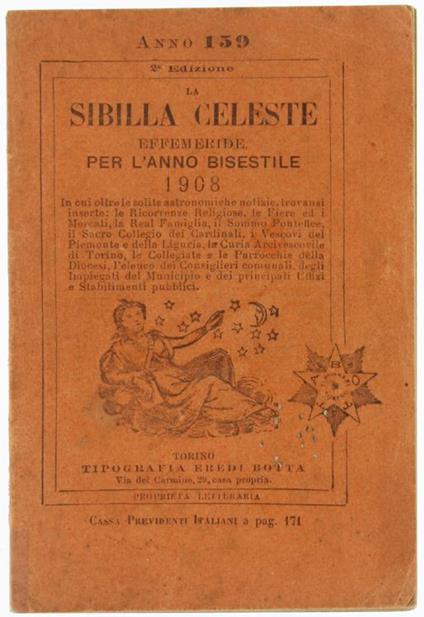 ANNO 159
2ª Edizione
LA
SIBILLA CELESTE
EFFEMERIDE
PER L'ANNO BISESTILE
1908
In cui oltre le solite astronomiche notizie, trovansi
inserte: le Ricorrenze Religiose, le Fiere ed i
Mercati, la Real Famiglia, il Sommo Pontefice,
il Sacro Collegio dei Cardinali, i Vescovi del
Piemonte e della Liguria, la Curia Arcivescovile
di Torino, le Collegiate e le Parrocchie della
Diocesi, l'elenco dei Consiglieri comunali, degli
Impiegati del Municipio e dei principali Uffizi
e Stabilimenti pubblici.
TORINO
TIPOGRAFIA EREDI BOTTA
Via del Carmine, 29, casa propria.
PROPRIETÀ LETTERARIA
CASSA PREVIDENTI ITALIANI a pag. 171